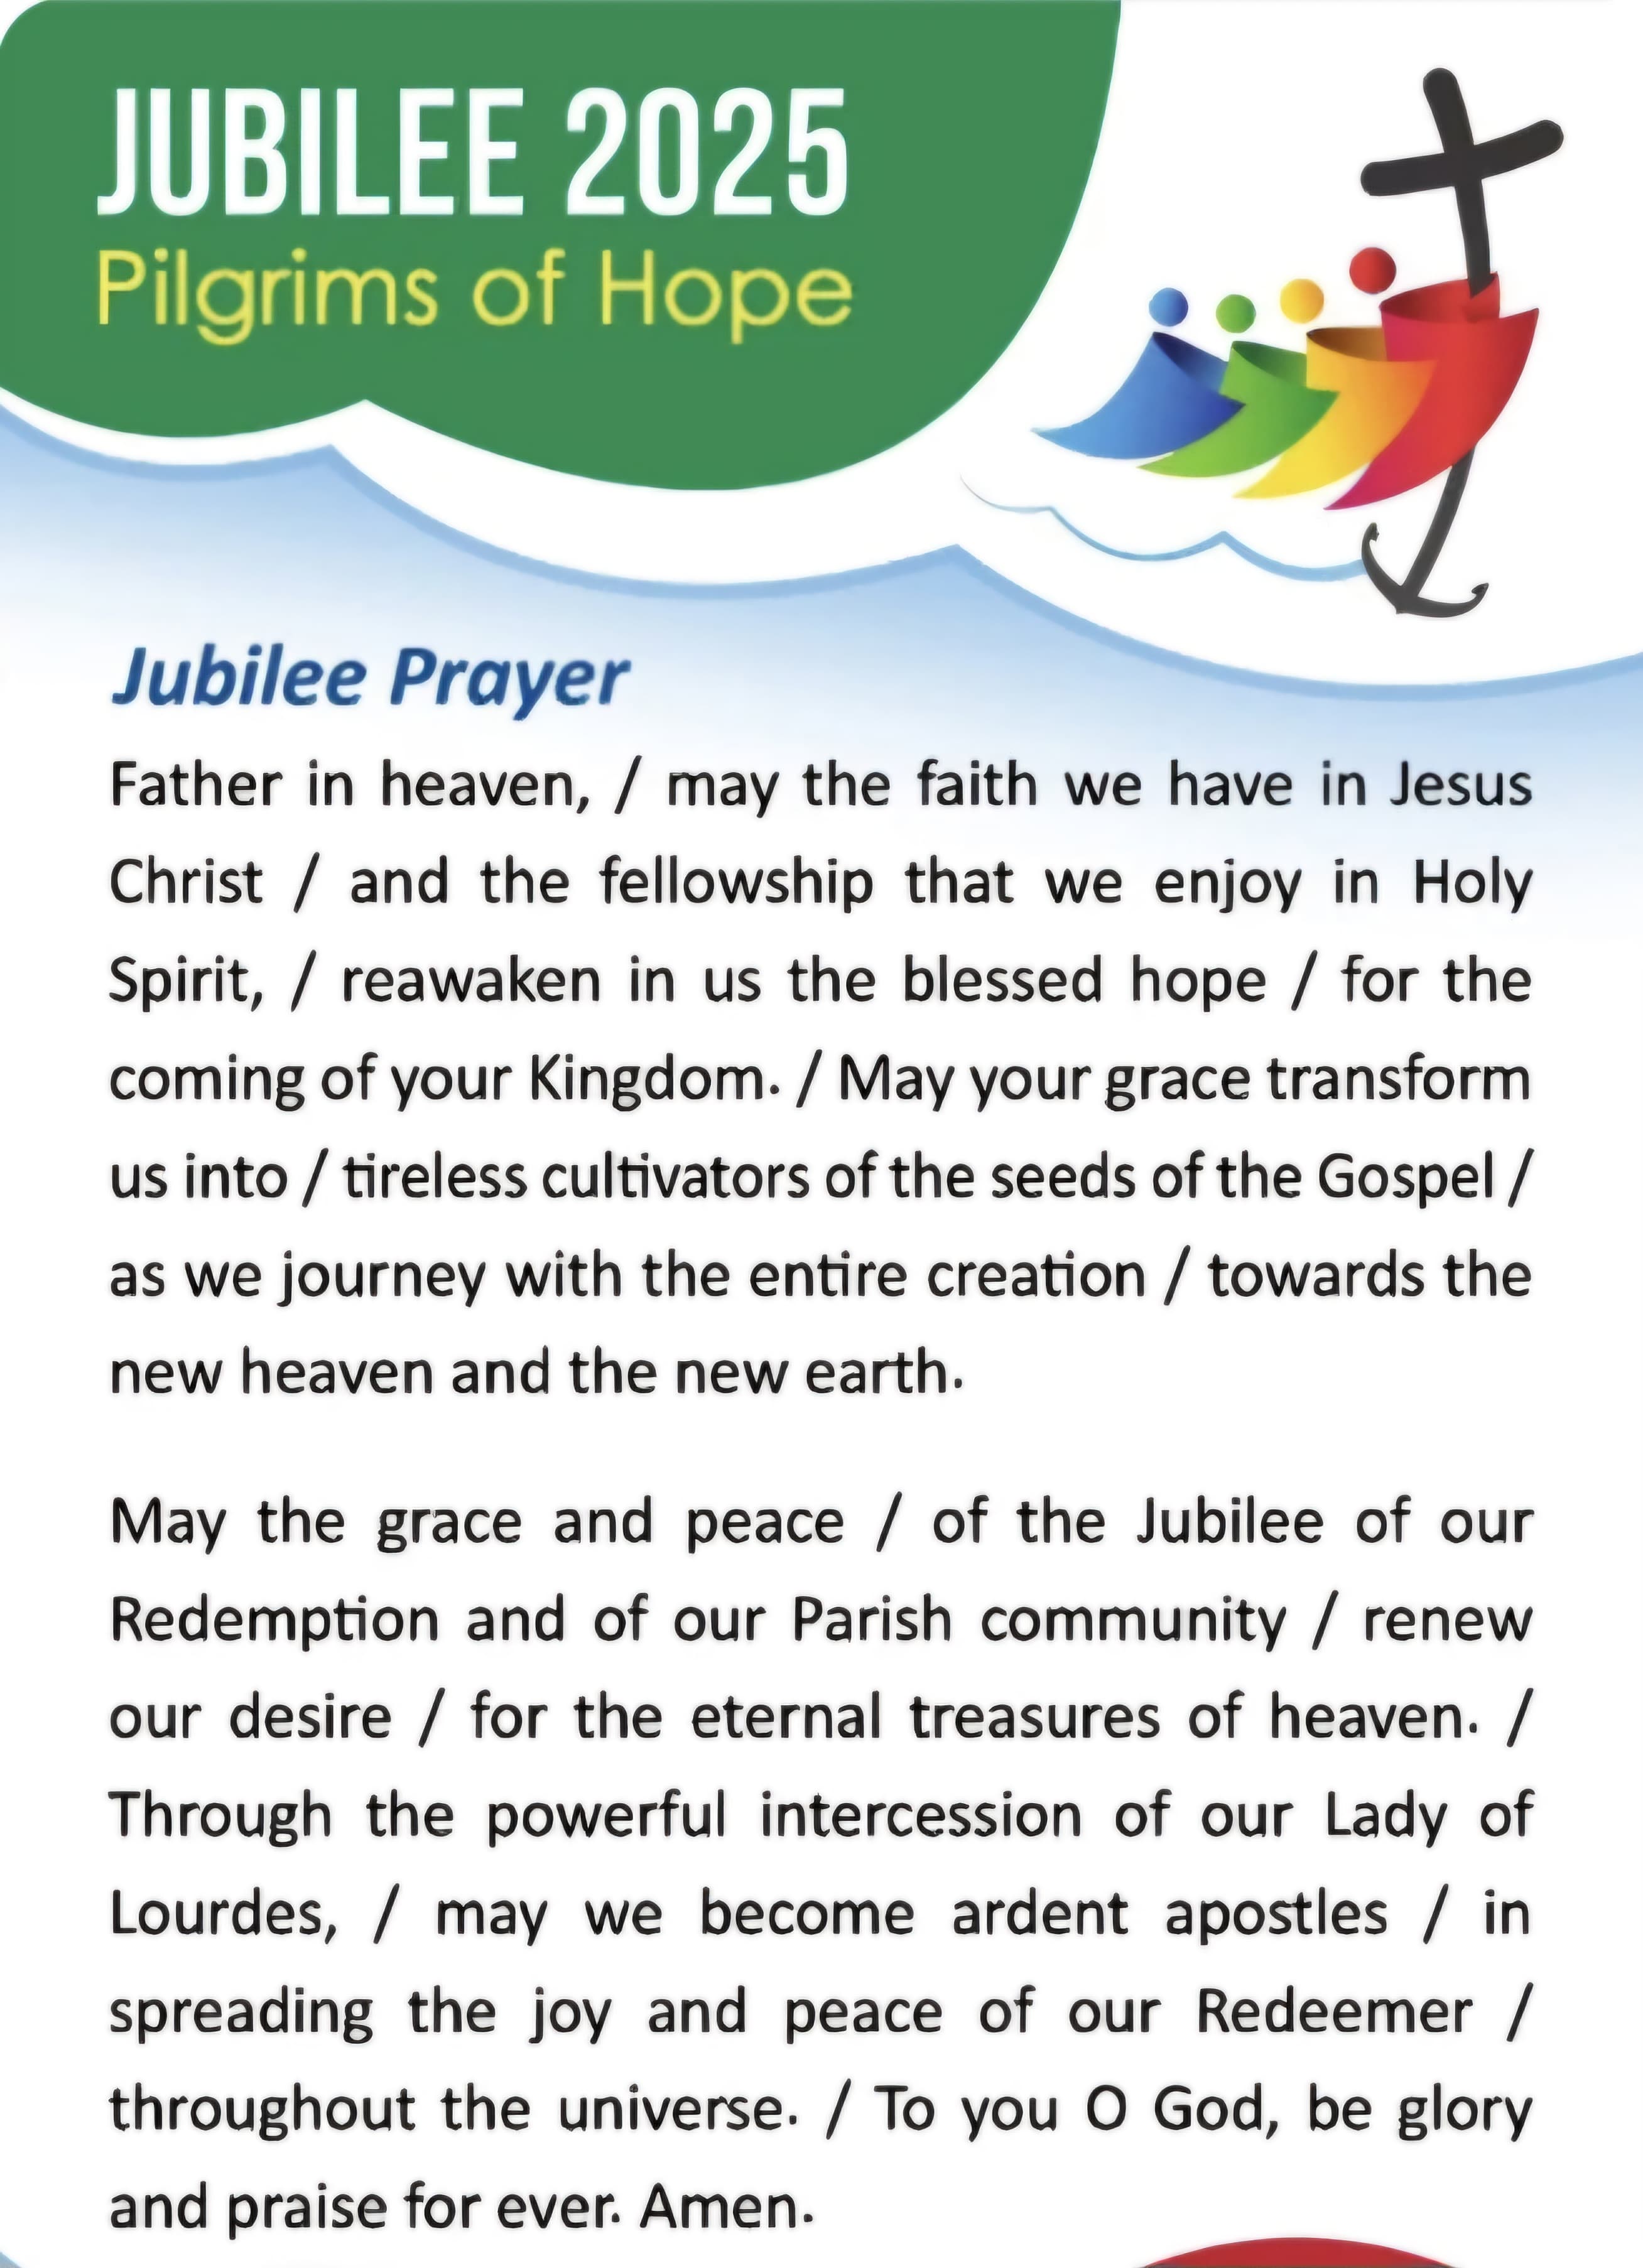 JUBILEE 2025
Pilgrims of Hope
Jubilee Prayer
Father in heaven, / may the faith we have in Jesus
Christ / and the fellowship that we enjoy in Holy
Spirit, / reawaken in us the blessed hope / for the
coming of your Kingdom. / May your grace transform
us into / tireless cultivators of the seeds of the Gospel /
as we journey with the entire creation / towards the
new heaven and the new earth.
May the grace and peace / of the Jubilee of our
Redemption and of our Parish community / renew
our desire / for the eternal treasures of heaven. /
Through the powerful intercession of our Lady of
Lourdes, / may we become ardent apostles / in
spreading the joy and peace of our Redeemer /
throughout the universe. / To you O God, be glory
and praise for ever. Amen.